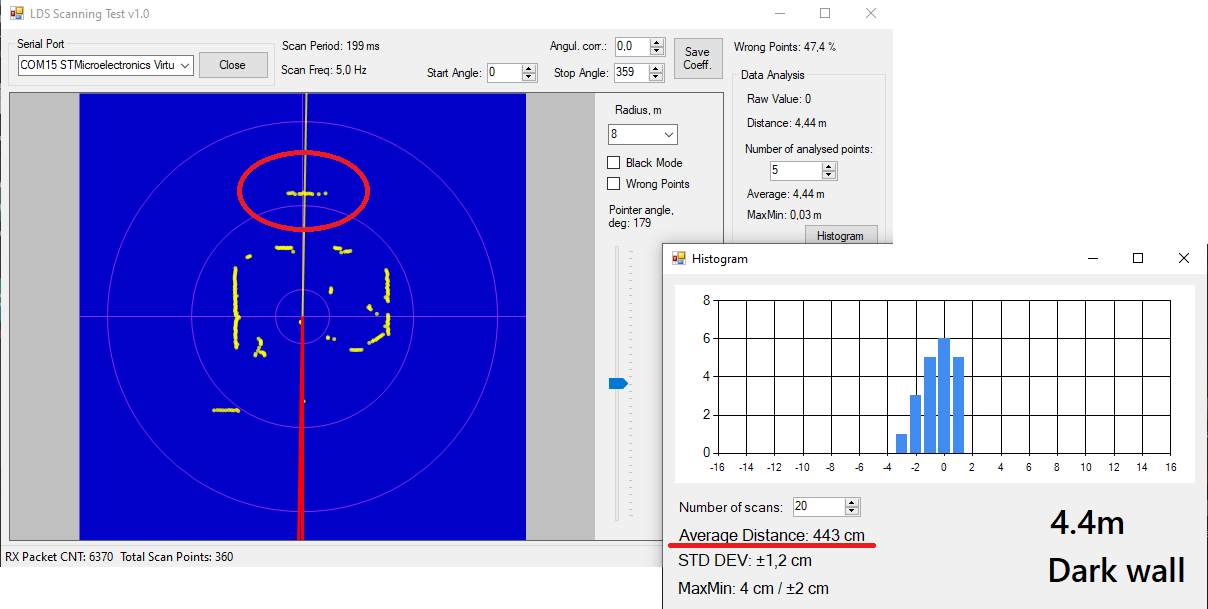 LDS Scanning Test v1.0
Serial Port
COM15 STMicroelectronics Virtu
Close
Scan Period: 199 ms
Scan Freq: 5,0 Hz
Angul. corr.: 0,0
Start Angle: 0
Stop Angle: 359
Save
Coeff.
Wrong Points: 47,4 %
Data Analysis
Raw Value: 0
Distance: 4,44 m
Number of analysed points:
5
Average: 4,44 m
MaxMin: 0,03 m
Histogram
Radius, m
8
Black Mode
Wrong Points
Pointer angle,
deg: 179
RX Packet CNT: 6370 Total Scan Points: 360
Histogram
8
6
4
2
0
-16 -14 -12 -10 -8 -6 -4 -2 0 2 4 6 8 10 12 14 16
Number of scans: 20
Average Distance: 443 cm
STD DEV: ±1,2 cm
MaxMin: 4 cm / ±2 cm
4.4m
Dark wall